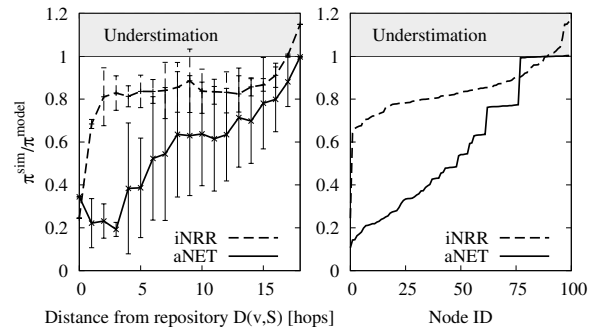 Understimation
Understimation
π^sim/π^model
1.2
1
0.8
0.6
0.4
0.2
0
1.2
1
0.8
0.6
0.4
0.2
0
iNRR
aNET
iNRR
aNET
0 5 10 15
0 25 50 75 100
Distance from repository D(v,S) [hops]
Node ID